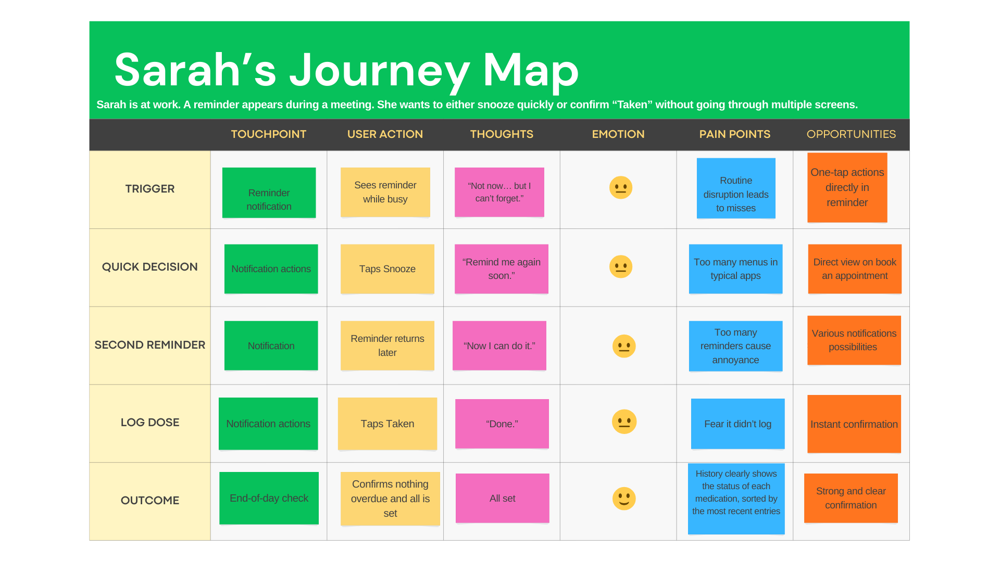 Sarah’s Journey Map
Sarah is at work. A reminder appears during a meeting. She wants to either snooze quickly or confirm “Taken” without going through multiple screens.
TOUCHPOINT
USER ACTION
THOUGHTS
EMOTION
PAIN POINTS
OPPORTUNITIES
TRIGGER
Reminder
notification
Sees reminder
while busy
“Not now… but I
can’t forget.”
Routine
disruption leads
to misses
One-tap actions
directly in
reminder
QUICK DECISION
Notification actions
Taps Snooze
“Remind me again
soon.”
Too many menus in
typical apps
Direct view on book
an appointment
SECOND REMINDER
Notification
Reminder returns
later
“Now I can do it.”
Too many
reminders cause
annoyance
Various notifications
possibilities
LOG DOSE
Notification actions
Taps Taken
“Done.”
Fear it didn’t log
Instant confirmation
OUTCOME
End-of-day check
Confirms nothing
overdue and all is
set
All set
History clearly shows
the status of each
medication, sorted by
the most recent entries
Strong and clear
confirmation